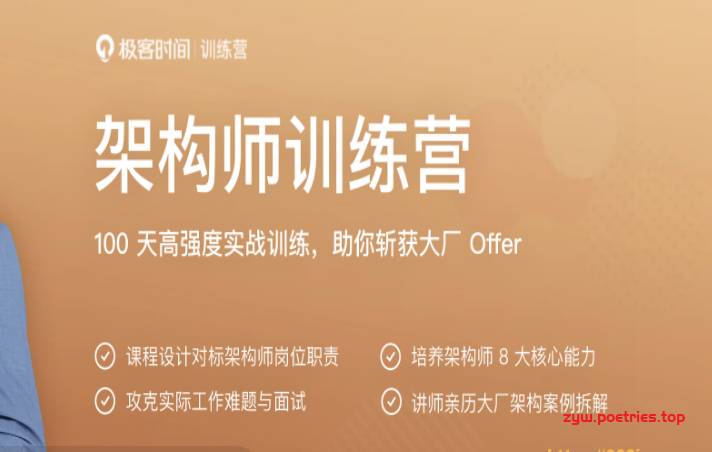 极客时间 | 训练营
架构师训练营
100 天高强度实战训练，助你斩获大厂 Offer
课程设计对标架构师岗位职责
培养架构师 8 大核心能力
攻克实际工作难题与面试
讲师亲历大厂架构案例拆解
zyw.poetries.top